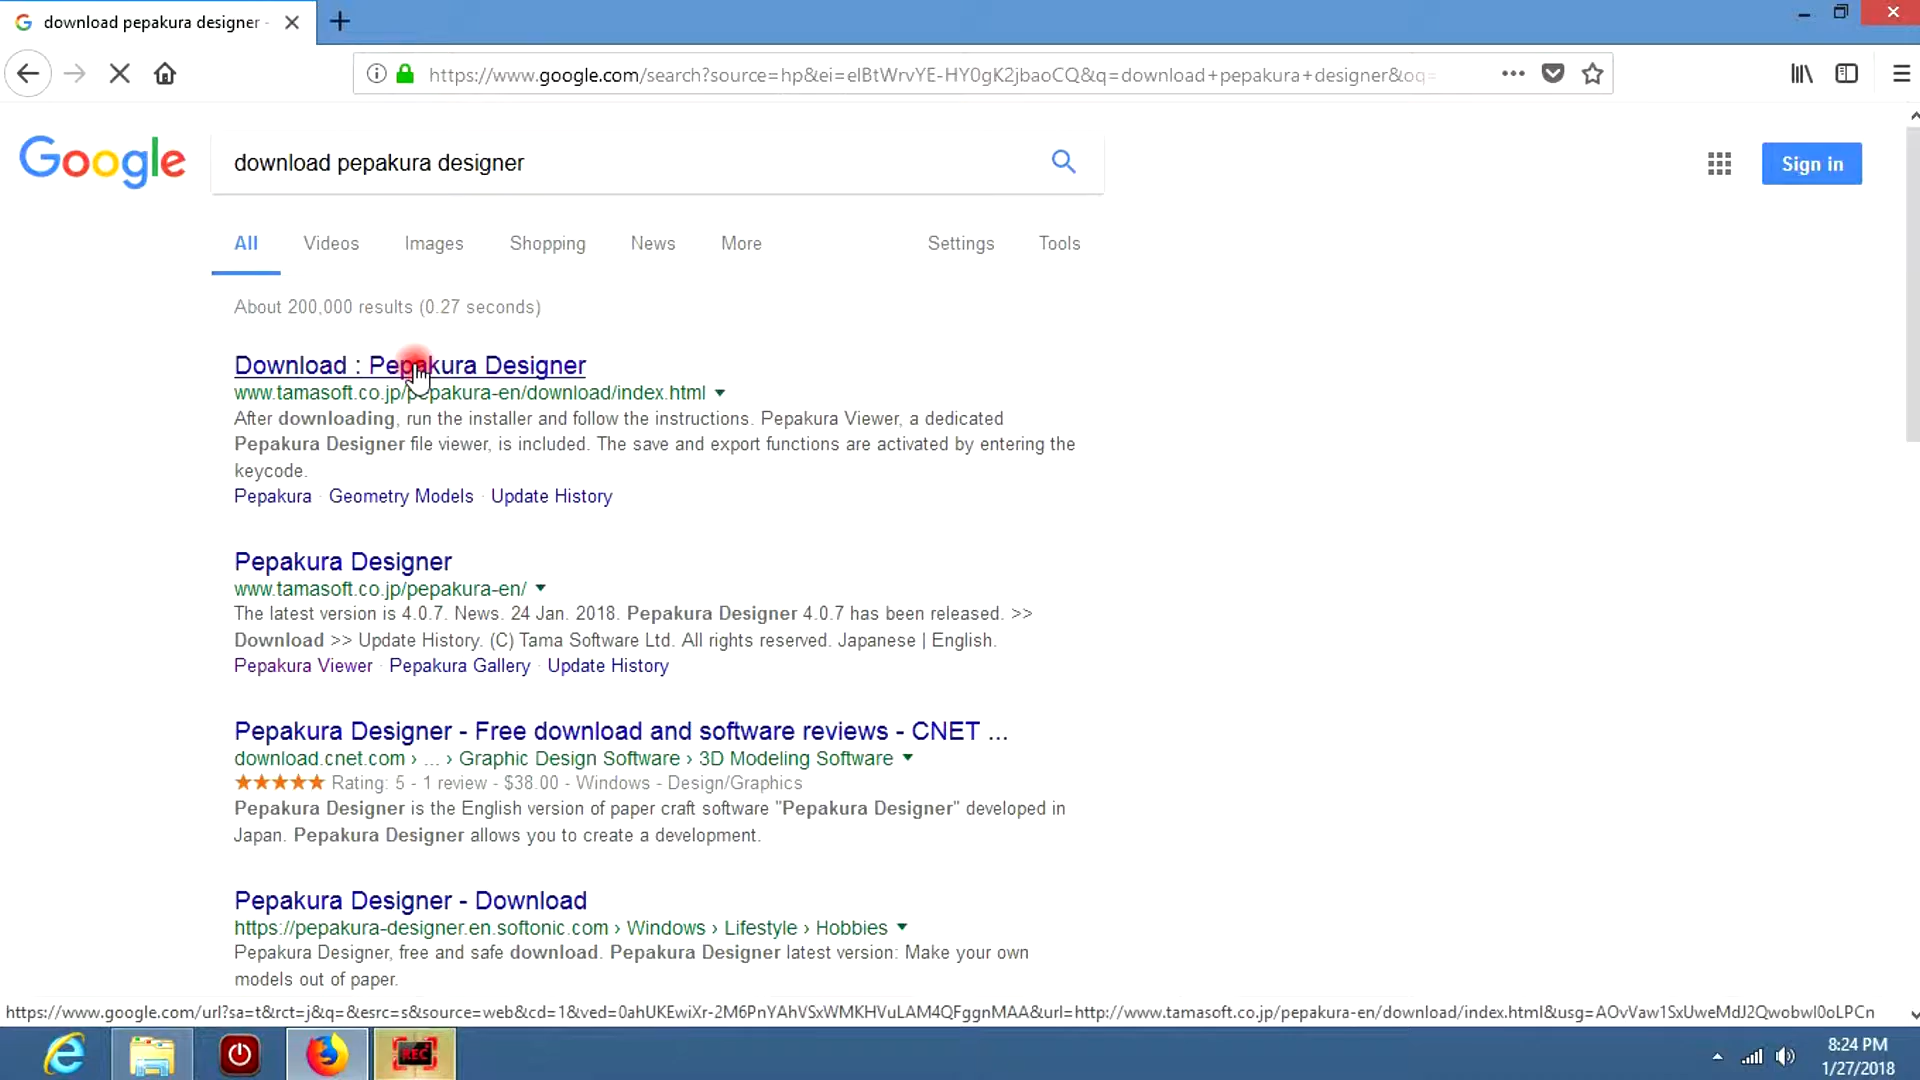 download pepakura designer -
https://www.google.com/search?source=hp&ei=elBtWrvYE-HY0gK2jbaoCQ&q=download+pepakura+designer&oq=
Google
download pepakura designer
Sign in
All Videos Images Shopping News More Settings Tools
About 200,000 results (0.27 seconds)
Download : Pepakura Designer
www.tamasoft.co.jp/pepakura-en/download/index.html
After downloading, run the installer and follow the instructions. Pepakura Viewer, a dedicated
Pepakura Designer file viewer, is included. The save and export functions are activated by entering the
keycode.
Pepakura · Geometry Models · Update History
Pepakura Designer
www.tamasoft.co.jp/pepakura-en/
The latest version is 4.0.7. News. 24 Jan. 2018. Pepakura Designer 4.0.7 has been released. >>
Download >> Update History. (C) Tama Software Ltd. All rights reserved. Japanese | English.
Pepakura Viewer · Pepakura Gallery · Update History
Pepakura Designer - Free download and software reviews - CNET ...
download.cnet.com › ... › Graphic Design Software › 3D Modeling Software
Rating: 5 - 1 review - $38.00 - Windows - Design/Graphics
Pepakura Designer is the English version of paper craft software "Pepakura Designer" developed in
Japan. Pepakura Designer allows you to create a development.
Pepakura Designer - Download
https://pepakura-designer.en.softonic.com › Windows › Lifestyle › Hobbies
Pepakura Designer, free and safe download. Pepakura Designer latest version: Make your own
models out of paper.
https://www.google.com/url?sa=t&rct=j&q=&esrc=s&source=web&cd=1&ved=0ahUKEwiXr-2M6PnYAhVSxWMKHVuLAM4QFggnMAA&url=http://www.tamasoft.co.jp/pepakura-en/download/index.html&usg=AOvVaw1SxUweMdJ2Qwobwl0oLPCn
REC
8:24 PM
1/27/2018